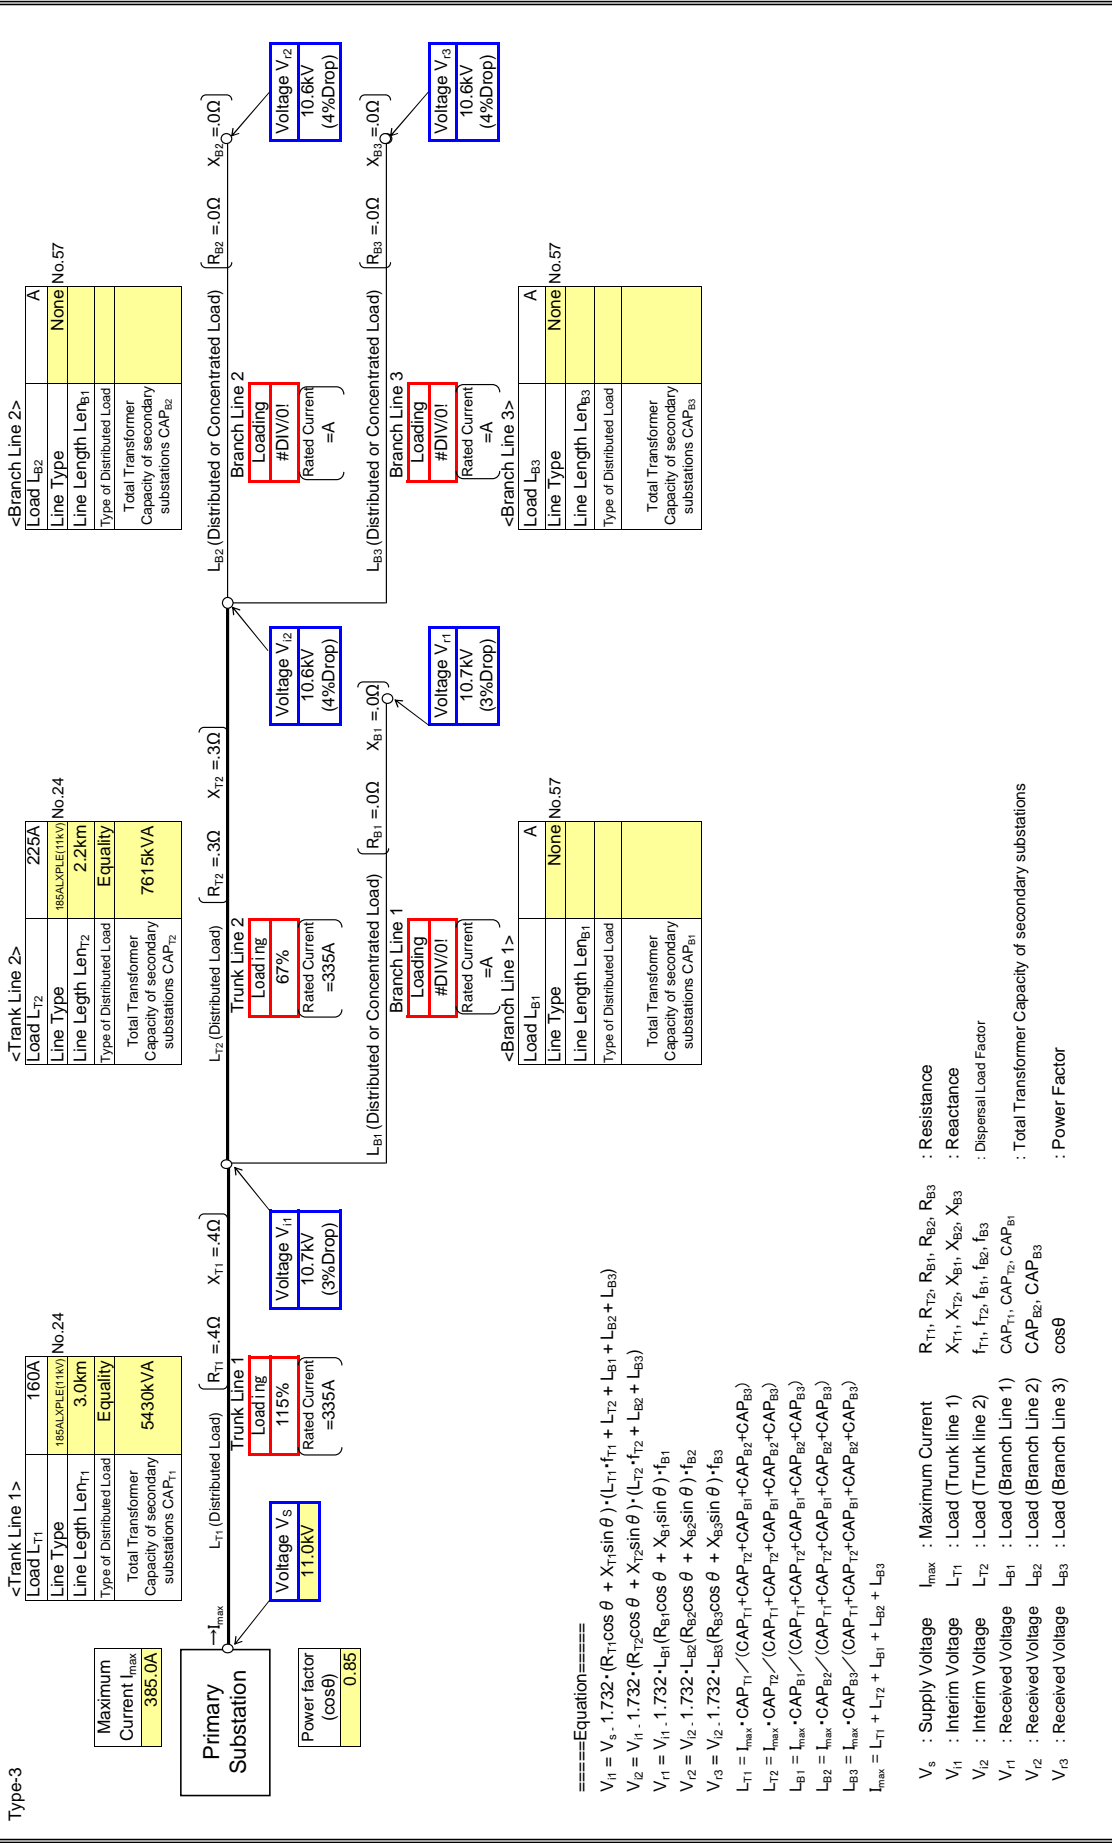 Type-3
<Trank Line 1>
Load LT1 160A
Line Type 185ALXPLE(11kV) No.24
Line Legth LenT1 3.0km
Type of Distributed Load Equality
Total Transformer Capacity of secondary substations CAPT1 5430kVA
<Trank Line 2>
Load LT2 225A
Line Type 185ALXPLE(11kV) No.24
Line Length LenT2 2.2km
Type of Distributed Load Equality
Total Transformer Capacity of secondary substations CAPT2 7615kVA
<Branch Line 2>
Load LB2 A
Line Type None No.57
Line Length LenB1
Type of Distributed Load
Total Transformer Capacity of secondary substations CAPB2
Maximum Current Imax
385.0A
Primary Substation
→Imax
Power factor (cosθ)
0.85
Voltage VS
11.0kV
LT1 (Distributed Load)
RT1 =.4Ω XT1 =.4Ω
Trunk Line 1
Loading
115%
Rated Current
=335A
Voltage Vi1
10.7kV
(3%Drop)
LT2 (Distributed Load)
RT2 =.3Ω XT2 =.3Ω
Trunk Line 2
Loading
67%
Rated Current
=335A
Voltage Vi2
10.6kV
(4%Drop)
LB2 (Distributed or Concentrated Load)
RB2 =.0Ω XB2 =.0Ω
Branch Line 2
Loading
#DIV/0!
Rated Current
=A
Voltage Vr2
10.6kV
(4%Drop)
LB1 (Distributed or Concentrated Load)
RB1 =.0Ω XB1 =.0Ω
Branch Line 1
Loading
#DIV/0!
Rated Current
=A
Voltage Vr1
10.7kV
(3%Drop)
LB3 (Distributed or Concentrated Load)
RB3 =.0Ω XB3 =.0Ω
Branch Line 3
Loading
#DIV/0!
Rated Current
=A
Voltage Vr3
10.6kV
(4%Drop)
<Branch Line 1>
Load LB1 A
Line Type None No.57
Line Length LenB1
Type of Distributed Load
Total Transformer Capacity of secondary substations CAPB1
<Branch Line 3>
Load LB3 A
Line Type None No.57
Line Length LenB3
Type of Distributed Load
Total Transformer Capacity of secondary substations CAPB3
=====Equation=====
Vi1 = Vs - 1.732・(RT1cos θ + XT1sin θ)・(LT1・fT1 + LT2 + LB1 + LB2 + LB3)
Vi2 = Vi1 - 1.732・(RT2cos θ + XT2sin θ)・(LT2・fT2 + LB2 + LB3)
Vr1 = Vi1 - 1.732・LB1(RB1cos θ + XB1sin θ)・fB1
Vr2 = Vi2 - 1.732・LB2(RB2cos θ + XB2sin θ)・fB2
Vr3 = Vi2 - 1.732・LB3(RB3cos θ + XB3sin θ)・fB3
LT1 = Imax・CAPT1/(CAPT1+CAPT2+CAPB1+CAPB2+CAPB3)
LT2 = Imax・CAPT2/(CAPT1+CAPT2+CAPB1+CAPB2+CAPB3)
LB1 = Imax・CAPB1/(CAPT1+CAPT2+CAPB1+CAPB2+CAPB3)
LB2 = Imax・CAPB2/(CAPT1+CAPT2+CAPB1+CAPB2+CAPB3)
LB3 = Imax・CAPB3/(CAPT1+CAPT2+CAPB1+CAPB2+CAPB3)
Imax = LT1 + LT2 + LB1 + LB2 + LB3
Vs : Supply Voltage Imax : Maximum Current RT1, RT2, RB1, RB2, RB3 : Resistance
Vi1 : Interim Voltage LT1 : Load (Trunk line 1) XT1, XT2, XB1, XB2, XB3 : Reactance
Vi2 : Interim Voltage LT2 : Load (Trunk line 2) fT1, fT2, fB1, fB2, fB3 : Dispersal Load Factor
Vr1 : Received Voltage LB1 : Load (Branch Line 1) CAPT1, CAPT2, CAPB1 : Total Transformer Capacity of secondary substations
Vr2 : Received Voltage LB2 : Load (Branch Line 2) CAPB2, CAPB3
Vr3 : Received Voltage LB3 : Load (Branch Line 3) cosθ : Power Factor